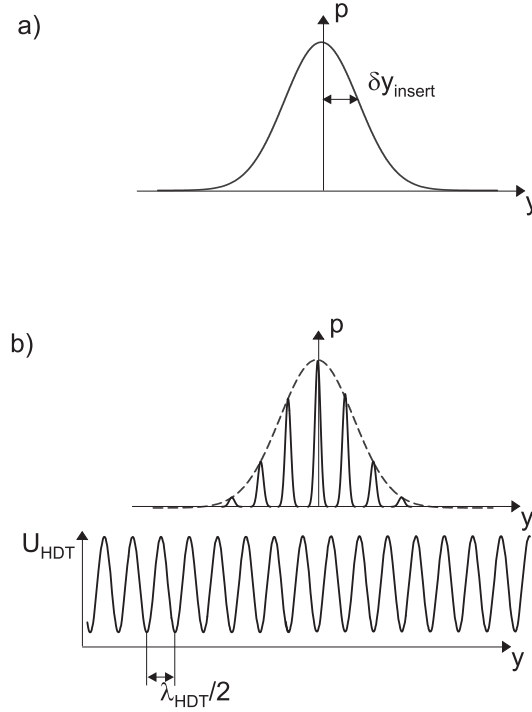 a)
p
δy_insert
y
b)
p
y
U_HDT
y
λ_HDT/2